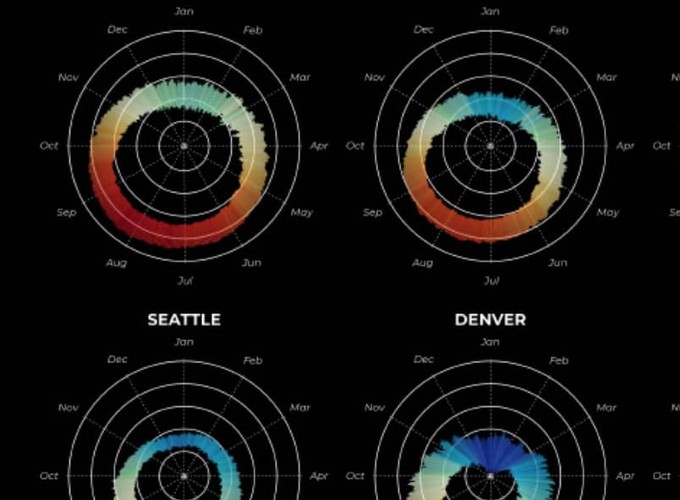 Jan Jan
Dec Feb Dec Feb
Nov Mar Nov Mar
Oct Apr Oct Apr Oct
Sep May Sep May
Aug Jun Aug Jun
Jul Jul
SEATTLE DENVER
Jan Jan
Dec Feb Dec Feb
Nov Mar Nov Mar
Oct Apr Oct Apr Oct